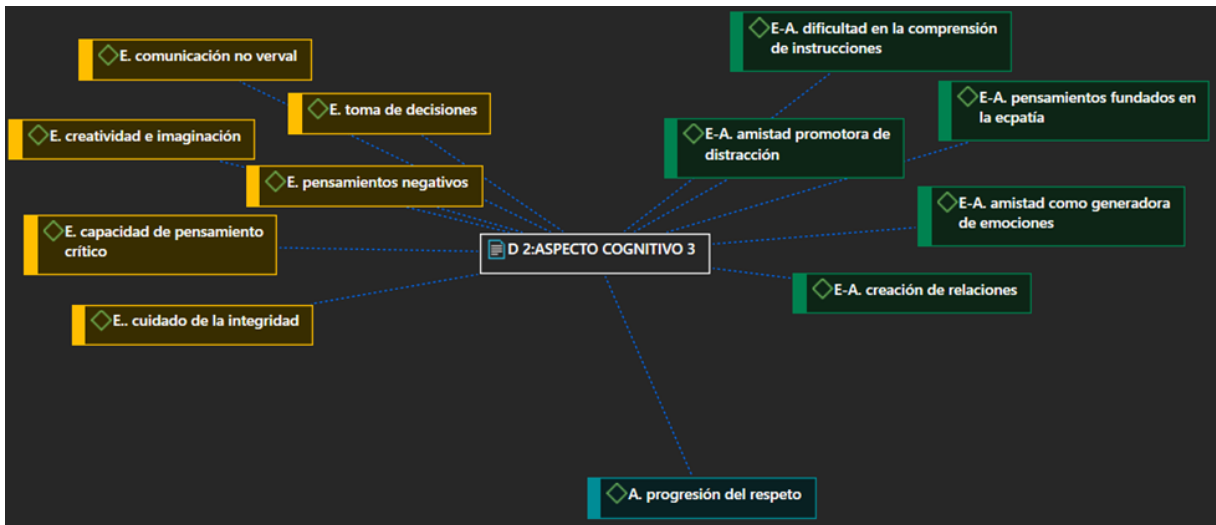 E. comunicación no verval
E. toma de decisiones
E. creatividad e imaginación
E. pensamientos negativos
E. capacidad de pensamiento
crítico
E.. cuidado de la integridad
D 2:ASPECTO COGNITIVO 3
E-A. dificultad en la comprensión
de instrucciones
E-A. pensamientos fundados en
la ecpatía
E-A. amistad promotora de
distracción
E-A. amistad como generadora
de emociones
E-A. creación de relaciones
A. progresión del respeto